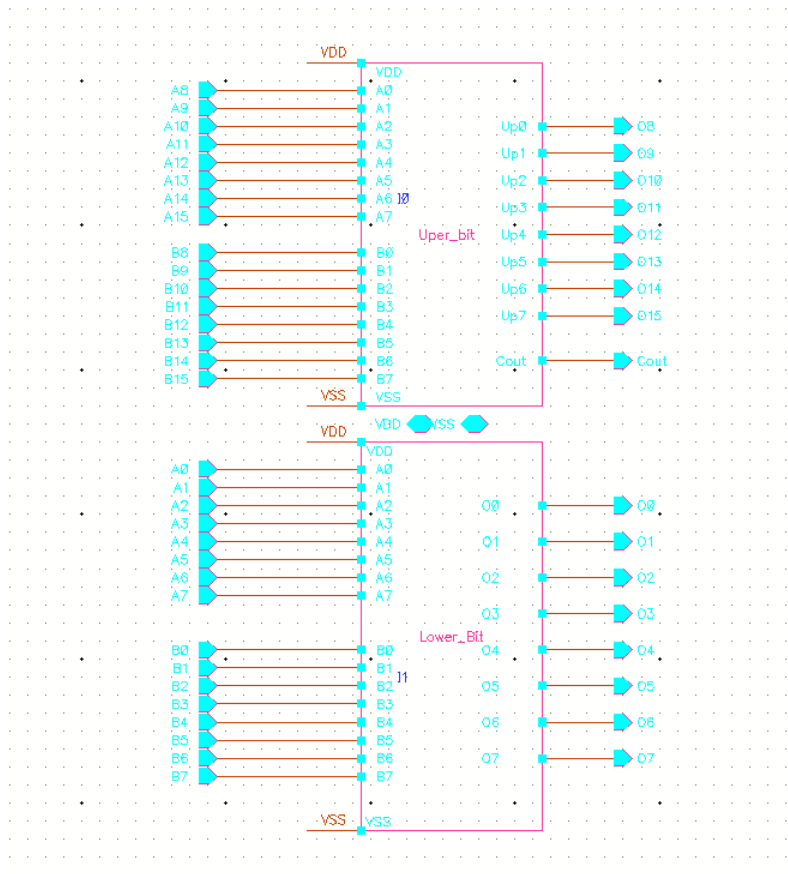 VDD
VDD
A8 A0
A9 A1
A10 A2 Up0 O8
A11 A3
A12 A4 Up1 O9
A13 A5 Up2 O10
A14 A6 I0
A15 A7 Up3 O11
Uper_bit Up4 O12
B8 B0
B9 B1 Up5 O13
B10 B2 Up6 O14
B11 B3
B12 B4 Up7 O15
B13 B5
B14 B6 Cout Cout
B15 B7
VSS VSS
VDD VSS
VDD
VDD
A0 A0
A1 A1
A2 A2 O0 O0
A3 A3
A4 A4 O1 O1
A5 A5
A6 A6 O2 O2
A7 A7
O3 O3
Lower_Bit
B0 B0 O4 O4
B1 B1 I1
B2 B2 O5 O5
B3 B3
B4 B4 O6 O6
B5 B5
B6 B6 O7 O7
B7 B7
VSS VSS